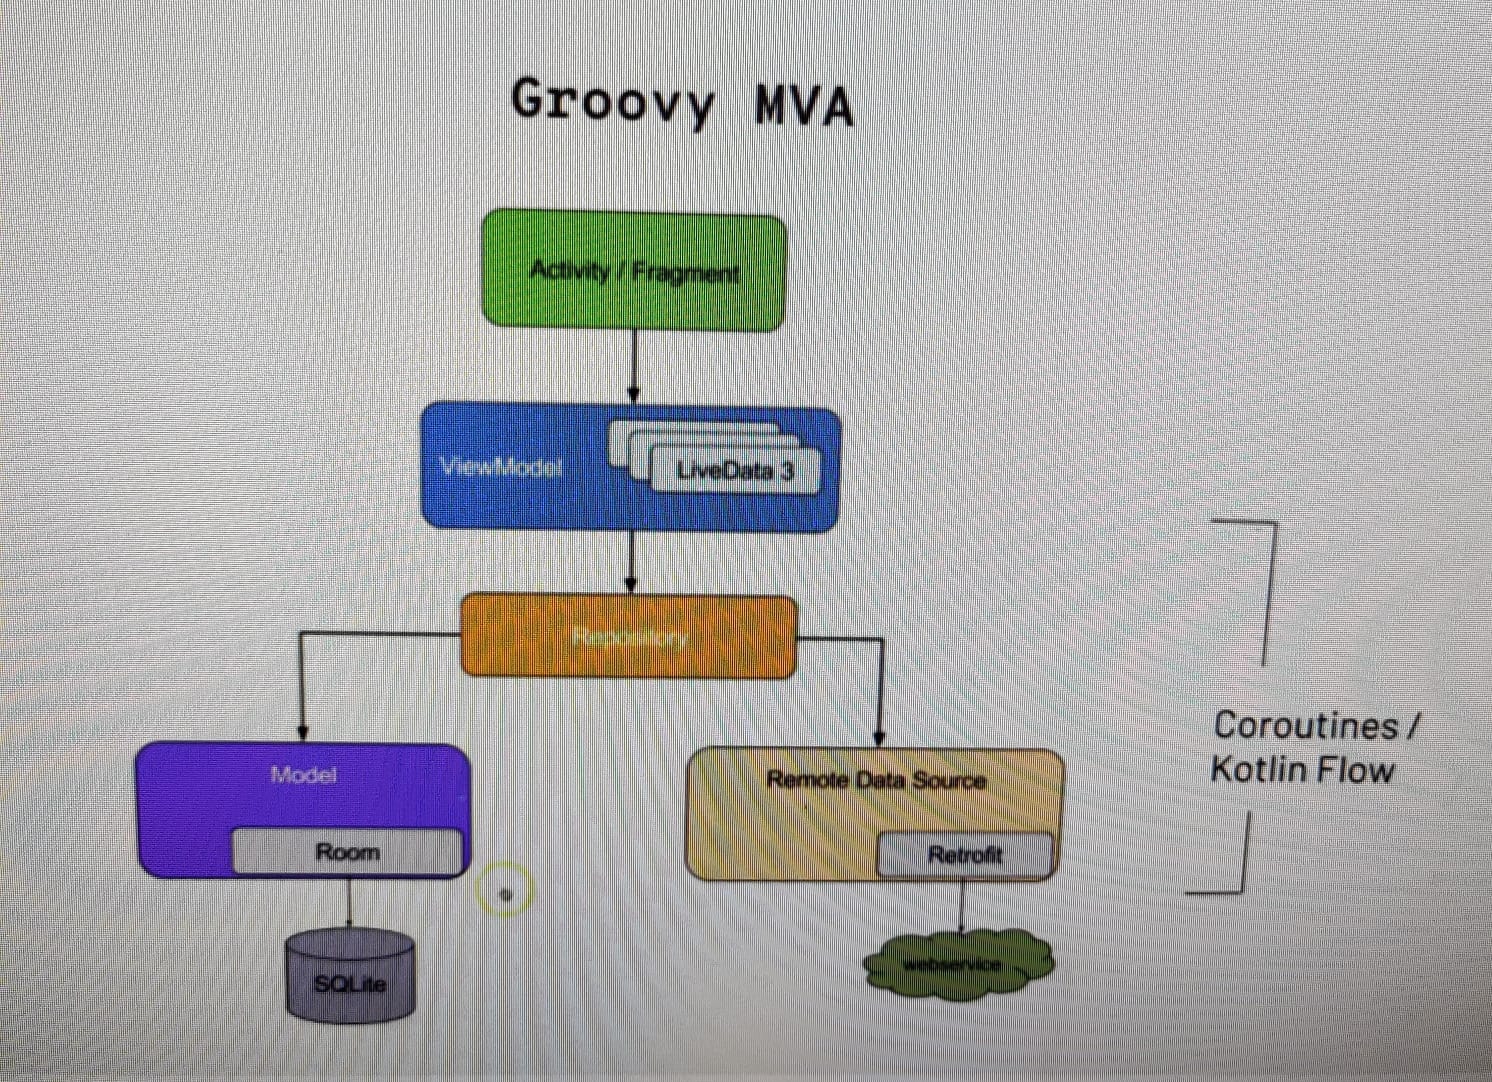 Groovy MVA
Activity / Fragment
ViewModel
LiveData 3
Repository
Coroutines /
Kotlin Flow
Model
Remote Data Source
Room
Retrofit
SQLite
webservice